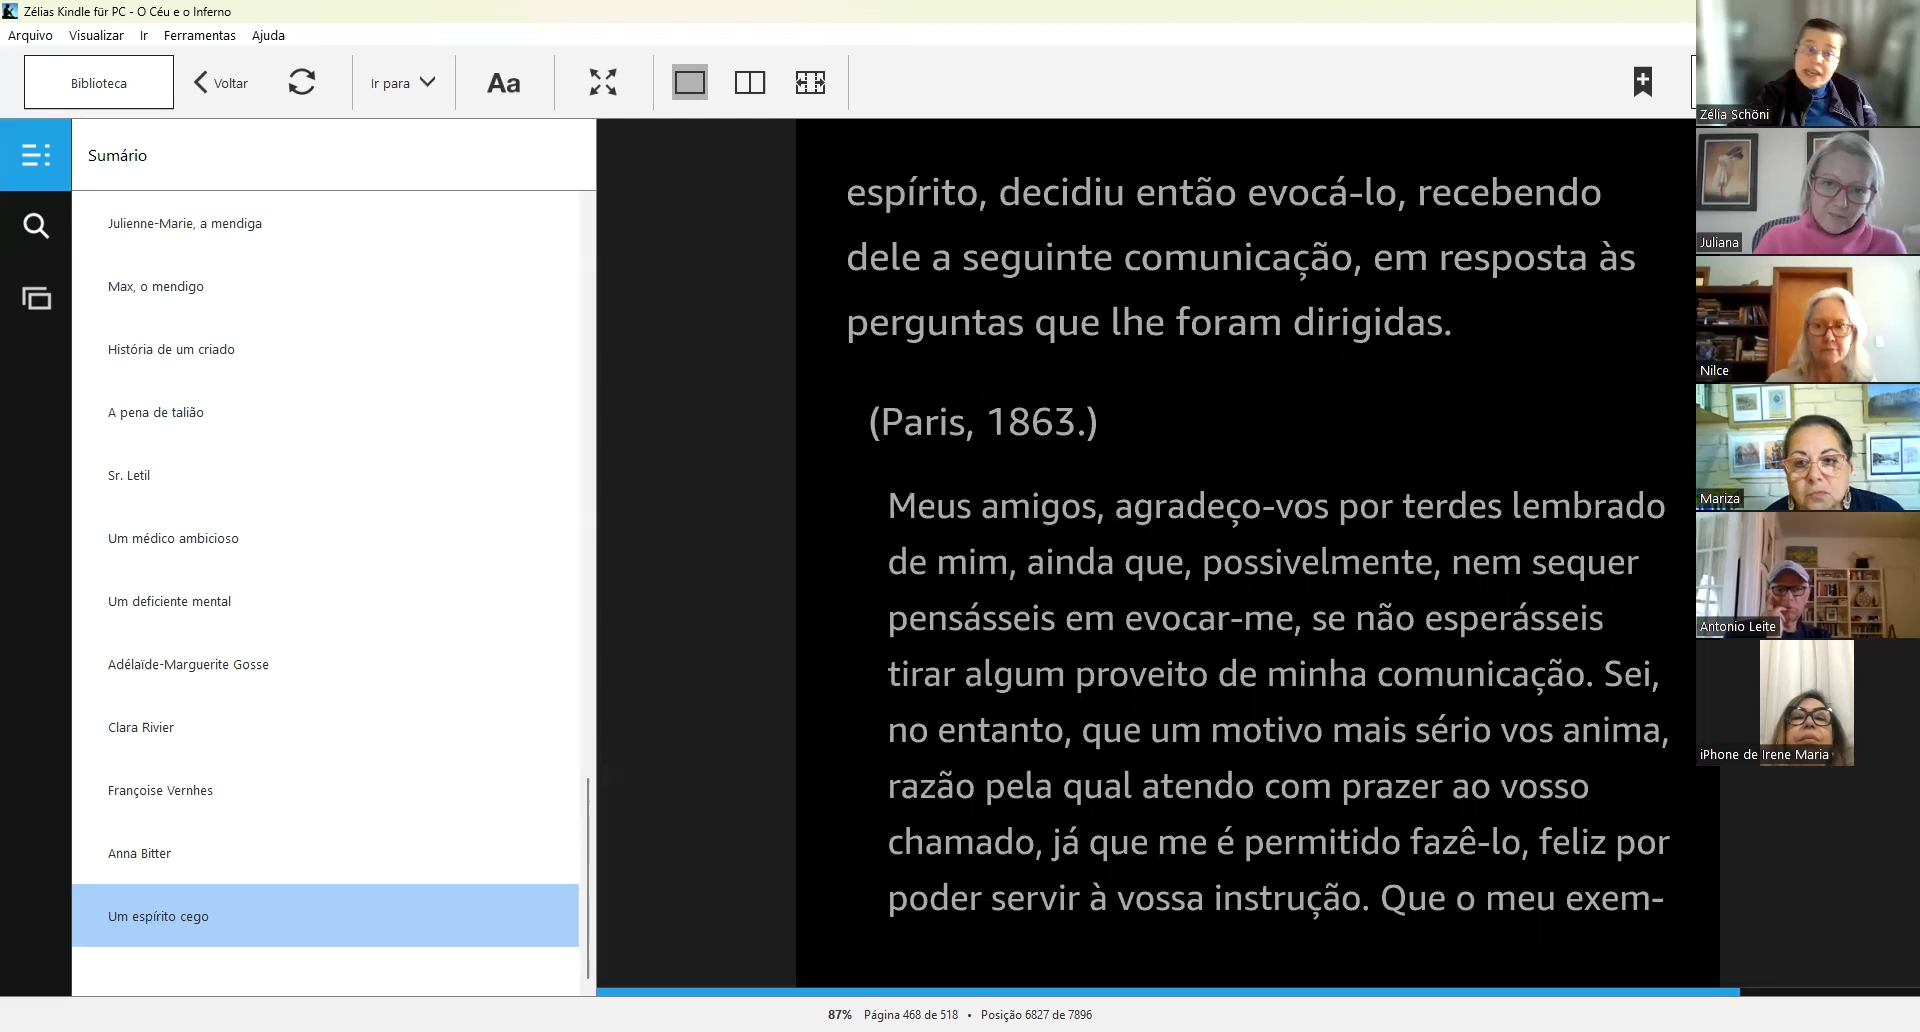 Zélias Kindle für PC - O Céu e o Inferno
Arquivo Visualizar Ir Ferramentas Ajuda
Biblioteca Voltar Ir para Aa
Sumário
Julienne-Marie, a mendiga
Max, o mendigo
História de um criado
A pena de talião
Sr. Letil
Um médico ambicioso
Um deficiente mental
Adélaïde-Marguerite Gosse
Clara Rivier
Françoise Vernhes
Anna Bitter
Um espírito cego
espírito, decidiu então evocá-lo, recebendo
dele a seguinte comunicação, em resposta às
perguntas que lhe foram dirigidas.
(Paris, 1863.)
Meus amigos, agradeço-vos por terdes lembrado
de mim, ainda que, possivelmente, nem sequer
pensásseis em evocar-me, se não esperásseis
tirar algum proveito de minha comunicação. Sei,
no entanto, que um motivo mais sério vos anima,
razão pela qual atendo com prazer ao vosso
chamado, já que me é permitido fazê-lo, feliz por
poder servir à vossa instrução. Que o meu exem-
87% Página 468 de 518 • Posição 6827 de 7896
Zélia Schöni
Juliana
Nilce
Mariza
Antonio Leite
iPhone de Irene Maria